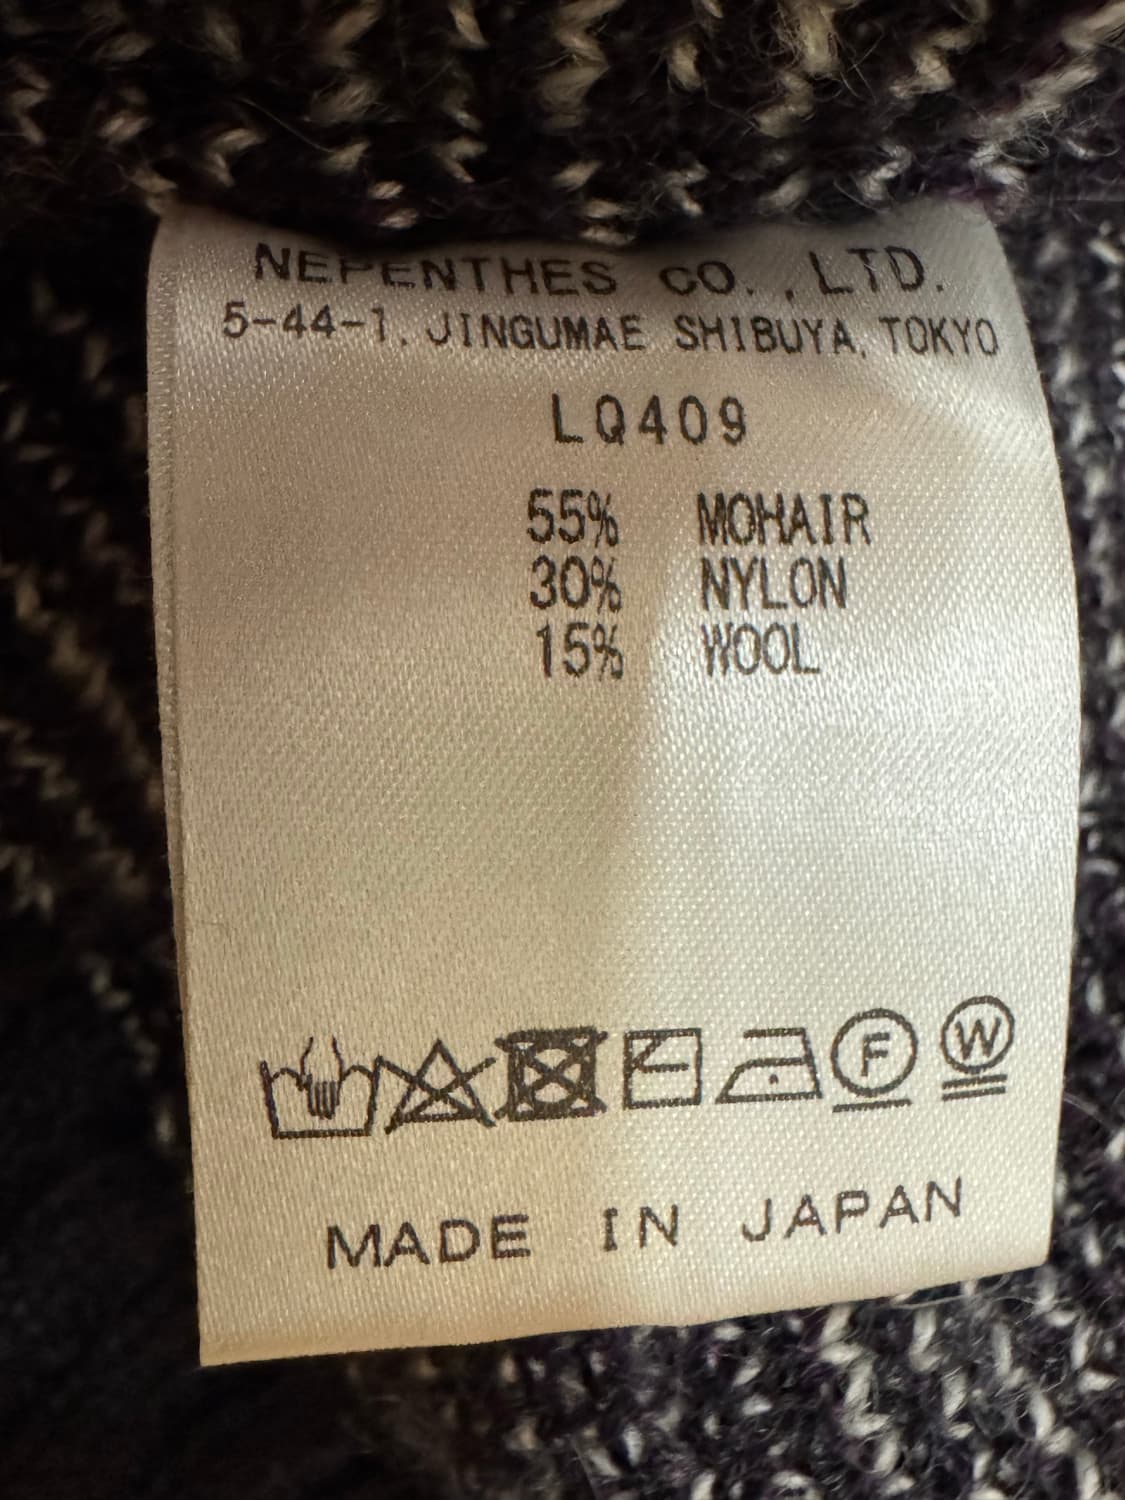 NEPENTHES CO.,LTD.
5-44-1, JINGUMAE SHIBUYA, TOKYO
LQ409
55% MOHAIR
30% NYLON
15% WOOL
F W
MADE IN JAPAN